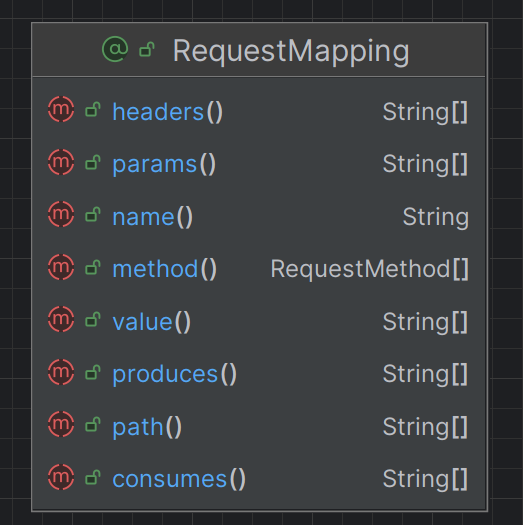 @ RequestMapping
m headers() String[]
m params() String[]
m name() String
m method() RequestMethod[]
m value() String[]
m produces() String[]
m path() String[]
m consumes() String[]